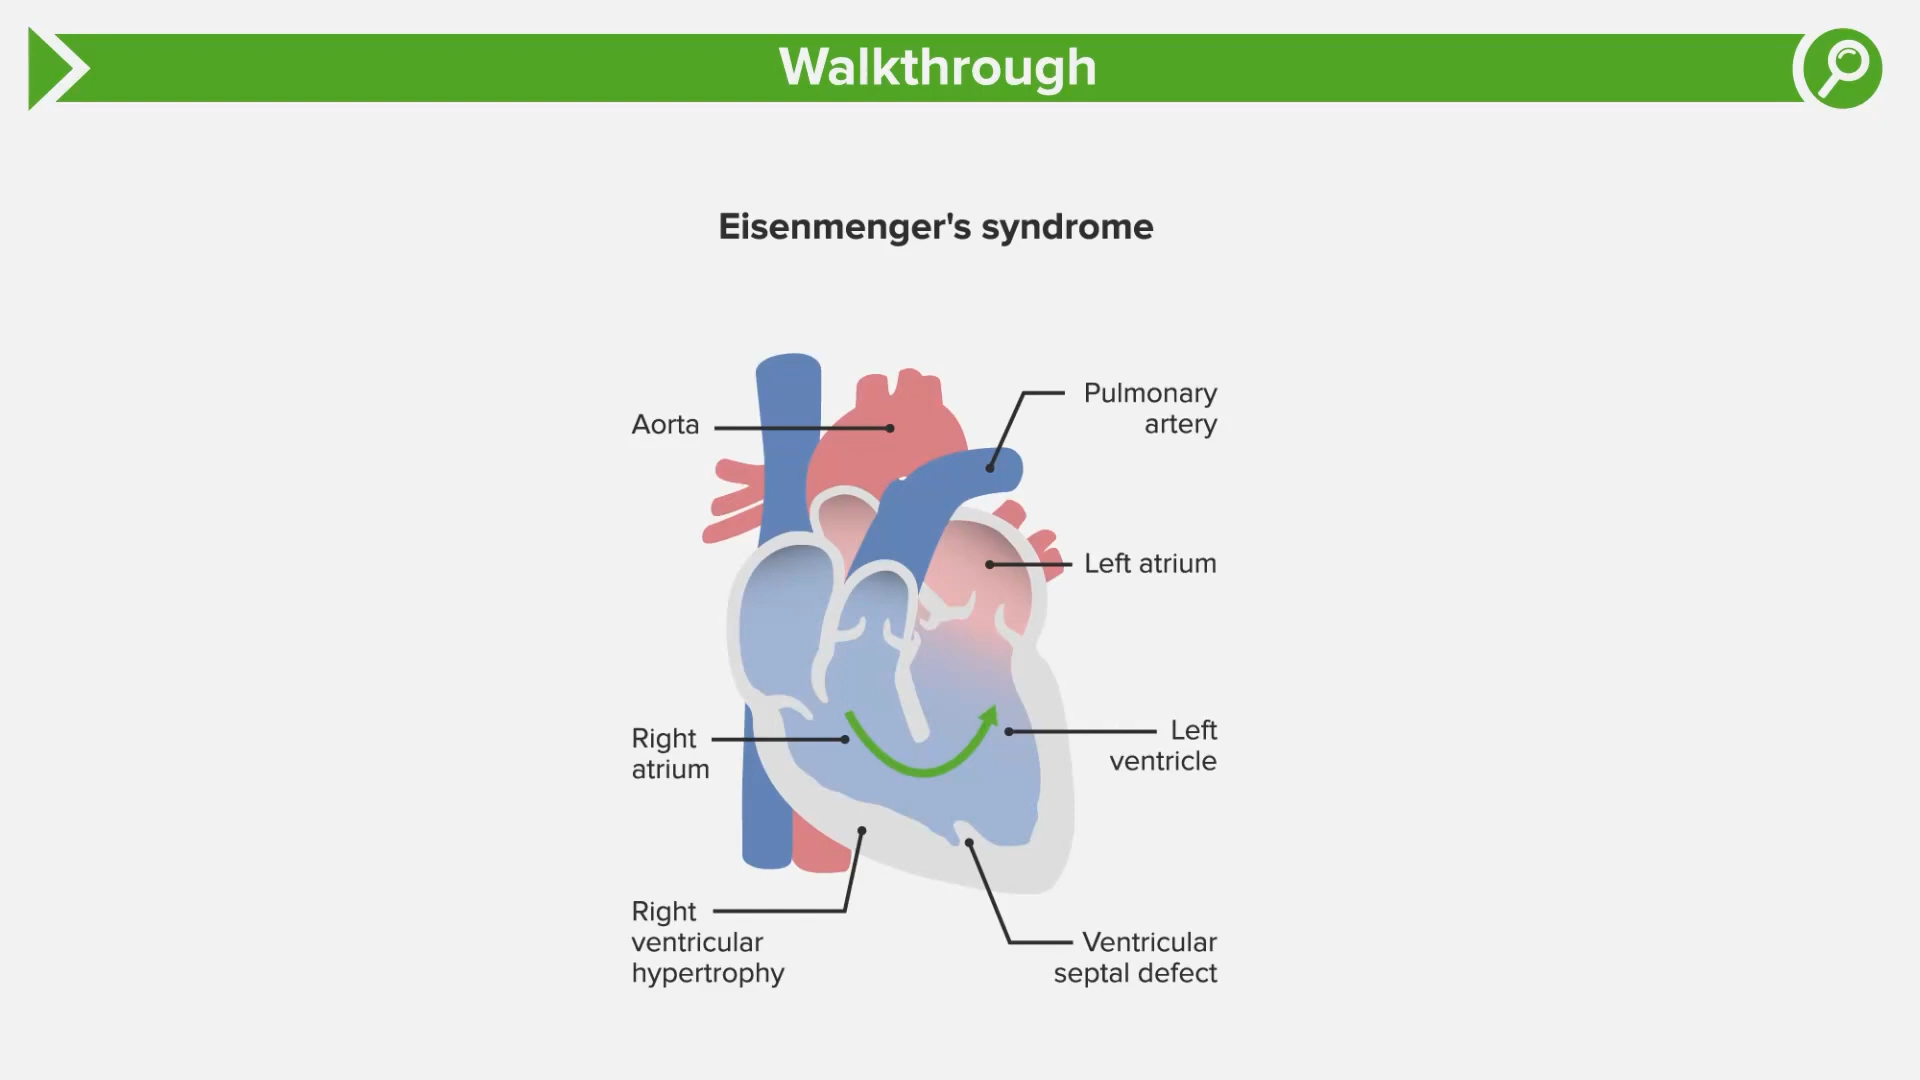 Walkthrough
Eisenmenger's syndrome
Aorta
Pulmonary
artery
Left atrium
Right
atrium
Left
ventricle
Right
ventricular
hypertrophy
Ventricular
septal defect